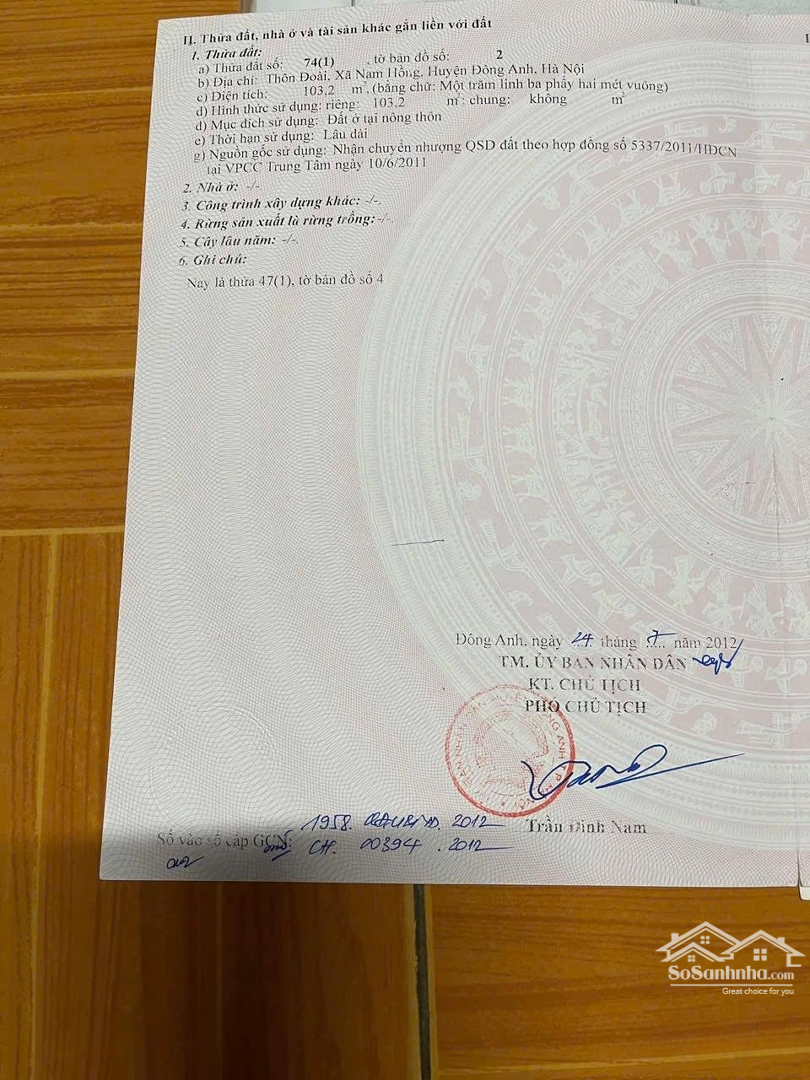 II. Thửa đất, nhà ở và tài sản khác gắn liền với đất
1. Thửa đất:
a) Thửa đất số: 74(1) , tờ bản đồ số: 2
b) Địa chỉ: Thôn Đoài, Xã Nam Hồng, Huyện Đông Anh, Hà Nội
c) Diện tích: 103,2 m², (bằng chữ: Một trăm linh ba phẩy hai mét vuông)
d) Hình thức sử dụng: riêng: 103,2 m²; chung: không m²
đ) Mục đích sử dụng: Đất ở tại nông thôn
e) Thời hạn sử dụng: Lâu dài
g) Nguồn gốc sử dụng: Nhận chuyển nhượng QSD đất theo hợp đồng số 5337/2011/HĐCN
tại VPCC Trung Tâm ngày 10/6/2011
2. Nhà ở: -/-.
3. Công trình xây dựng khác: -/-.
4. Rừng sản xuất là rừng trồng: -/-.
5. Cây lâu năm: -/-.
6. Ghi chú:
Nay là thửa 47(1), tờ bản đồ số 4
Đông Anh, ngày 24 tháng 7 năm 2012
TM. ỦY BAN NHÂN DÂN
KT. CHỦ TỊCH
PHÓ CHỦ TỊCH
Trần Đình Nam
1958. QĐUBND. 2012
Số vào sổ cấp GCN:
CH. 00394 . 2012
SoSanhnha.com
Great choice for you